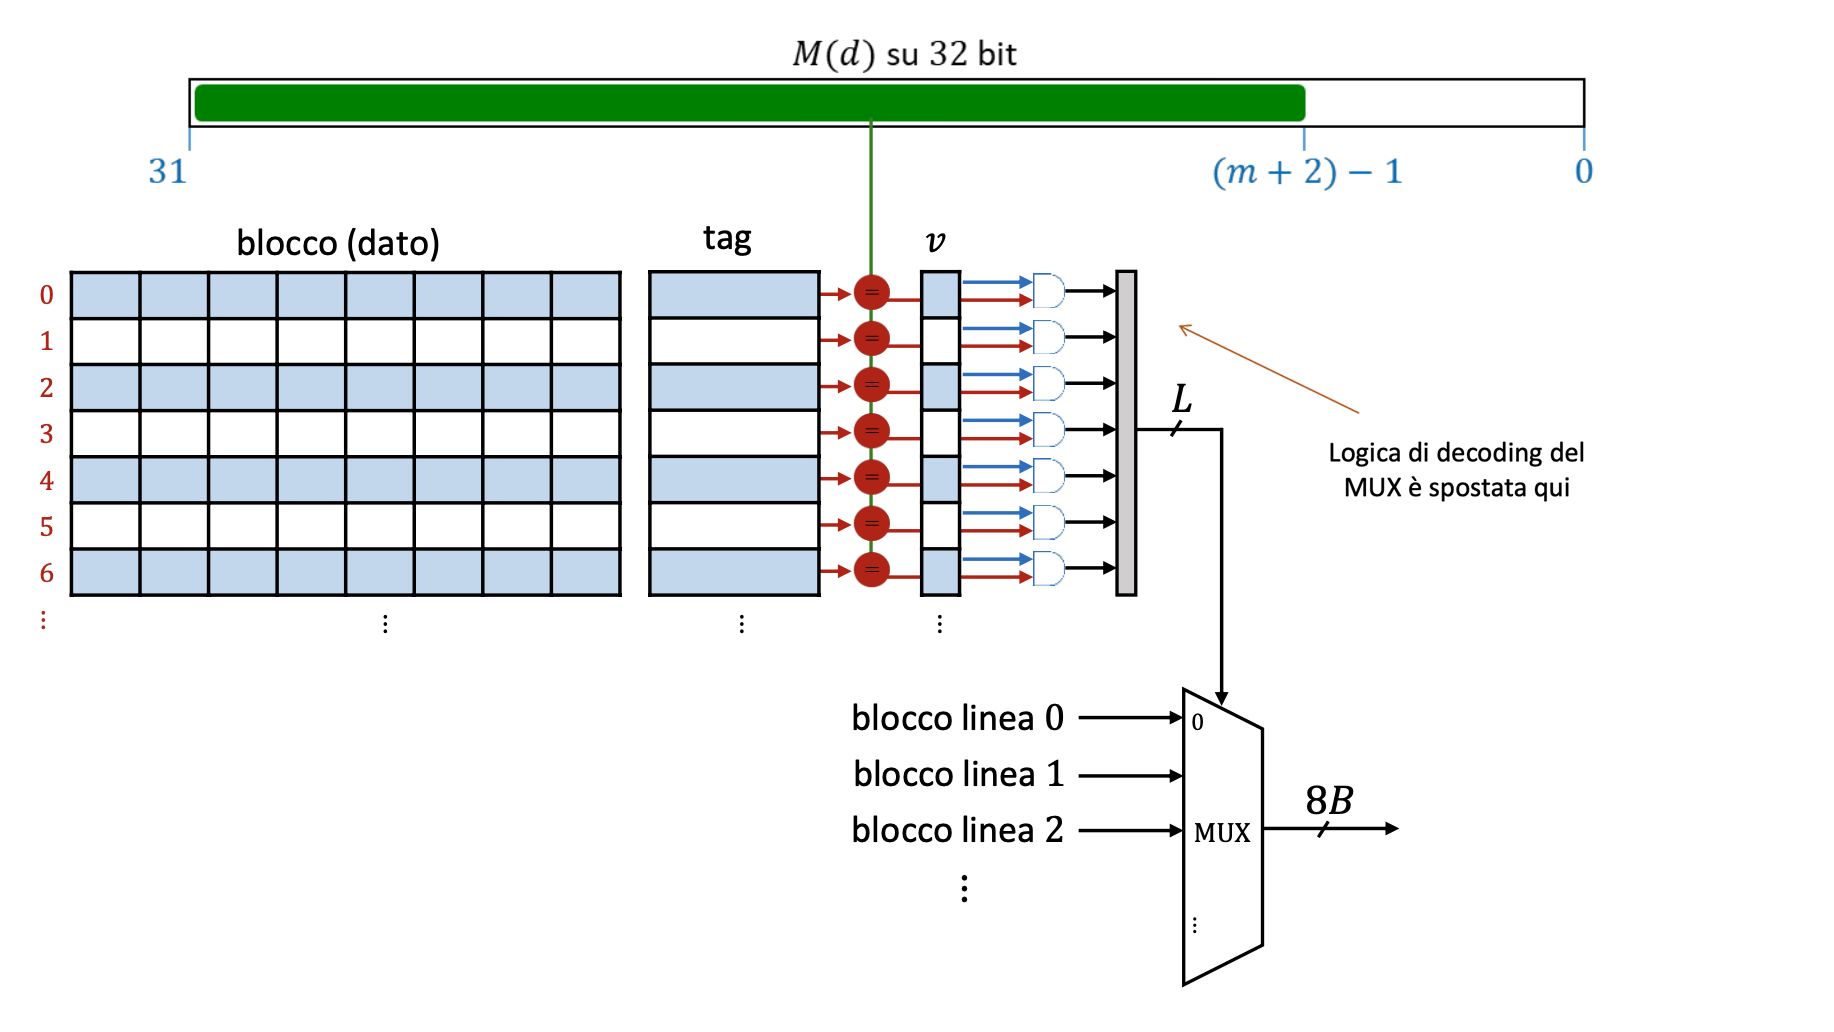 M(d) su 32 bit
31
(m + 2) − 1
0
blocco (dato)
tag
v
0
=
1
=
2
=
3
=
4
=
5
=
6
=
⋮
⋮
⋮
⋮
L
Logica di decoding del
MUX è spostata qui
blocco linea 0
0
blocco linea 1
8B
blocco linea 2
MUX
⋮
⋮